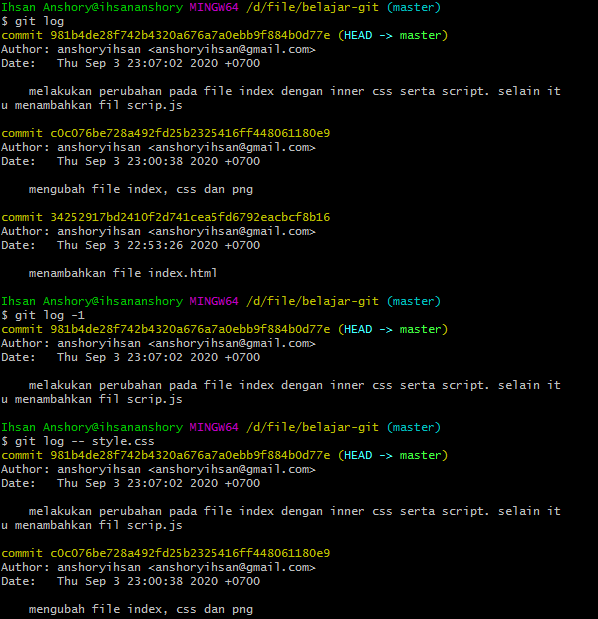 Ihsan Anshory@ihsananshory MINGW64 /d/file/belajar-git (master)
$ git log
commit 981b4de28f742b4320a676a7a0ebb9f884b0d77e (HEAD -> master)
Author: anshoryihsan <anshoryihsan@gmail.com>
Date:   Thu Sep 3 23:07:02 2020 +0700

    melakukan perubahan pada file index dengan inner css serta script. selain it
u menambahkan fil scrip.js

commit c0c076be728a492fd25b2325416ff448061180e9
Author: anshoryihsan <anshoryihsan@gmail.com>
Date:   Thu Sep 3 23:00:38 2020 +0700

    mengubah file index, css dan png

commit 34252917bd2410f2d741cea5fd6792eacbcf8b16
Author: anshoryihsan <anshoryihsan@gmail.com>
Date:   Thu Sep 3 22:53:26 2020 +0700

    menambahkan file index.html

Ihsan Anshory@ihsananshory MINGW64 /d/file/belajar-git (master)
$ git log -1
commit 981b4de28f742b4320a676a7a0ebb9f884b0d77e (HEAD -> master)
Author: anshoryihsan <anshoryihsan@gmail.com>
Date:   Thu Sep 3 23:07:02 2020 +0700

    melakukan perubahan pada file index dengan inner css serta script. selain it
u menambahkan fil scrip.js

Ihsan Anshory@ihsananshory MINGW64 /d/file/belajar-git (master)
$ git log -- style.css
commit 981b4de28f742b4320a676a7a0ebb9f884b0d77e (HEAD -> master)
Author: anshoryihsan <anshoryihsan@gmail.com>
Date:   Thu Sep 3 23:07:02 2020 +0700

    melakukan perubahan pada file index dengan inner css serta script. selain it
u menambahkan fil scrip.js

commit c0c076be728a492fd25b2325416ff448061180e9
Author: anshoryihsan <anshoryihsan@gmail.com>
Date:   Thu Sep 3 23:00:38 2020 +0700

    mengubah file index, css dan png